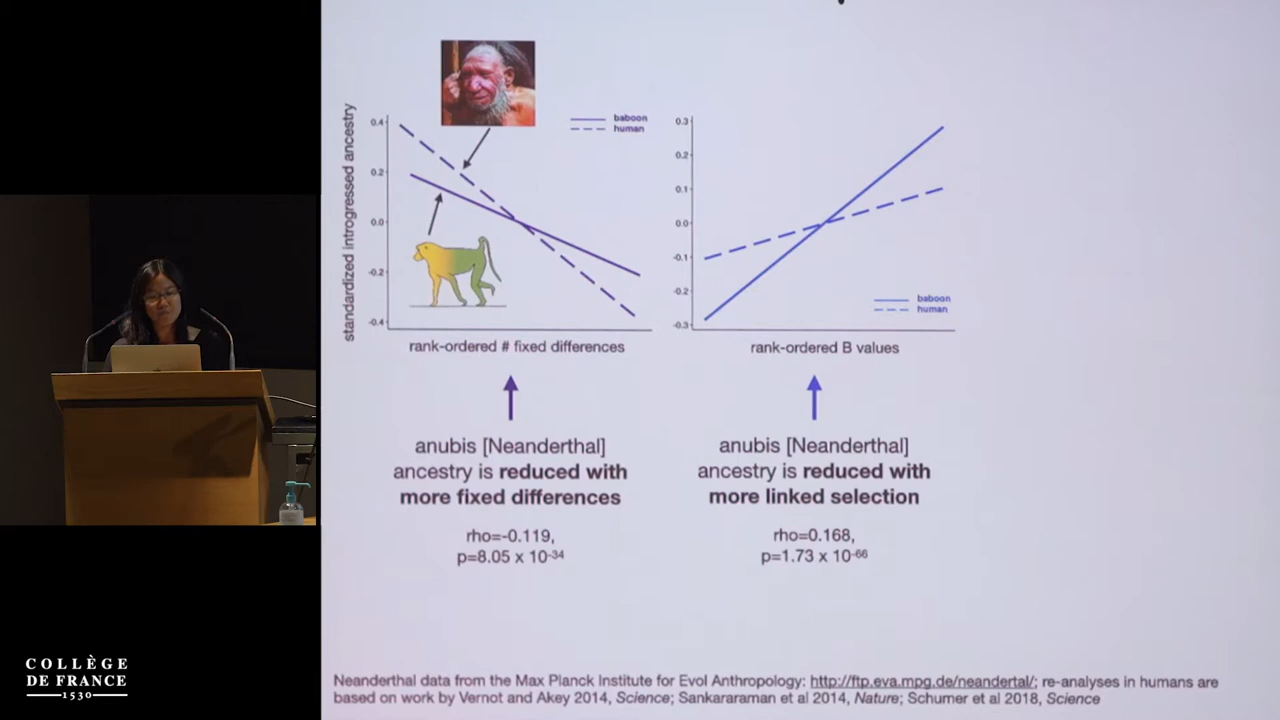 standardized introgressed ancestry
0.4
0.2
0.0
-0.2
-0.4
baboon
human
rank-ordered # fixed differences
0.3
0.2
0.1
0.0
-0.1
-0.2
-0.3
baboon
human
rank-ordered B values
anubis [Neanderthal]
ancestry is reduced with
more fixed differences
rho=-0.119,
p=8.05 x 10-34
anubis [Neanderthal]
ancestry is reduced with
more linked selection
rho=0.168,
p=1.73 x 10-66
Neanderthal data from the Max Planck Institute for Evol Anthropology: http://ftp.eva.mpg.de/neandertal/; re-analyses in humans are
based on work by Vernot and Akey 2014, Science; Sankararaman et al 2014, Nature; Schumer et al 2018, Science
COLLÈGE
DE FRANCE
1530